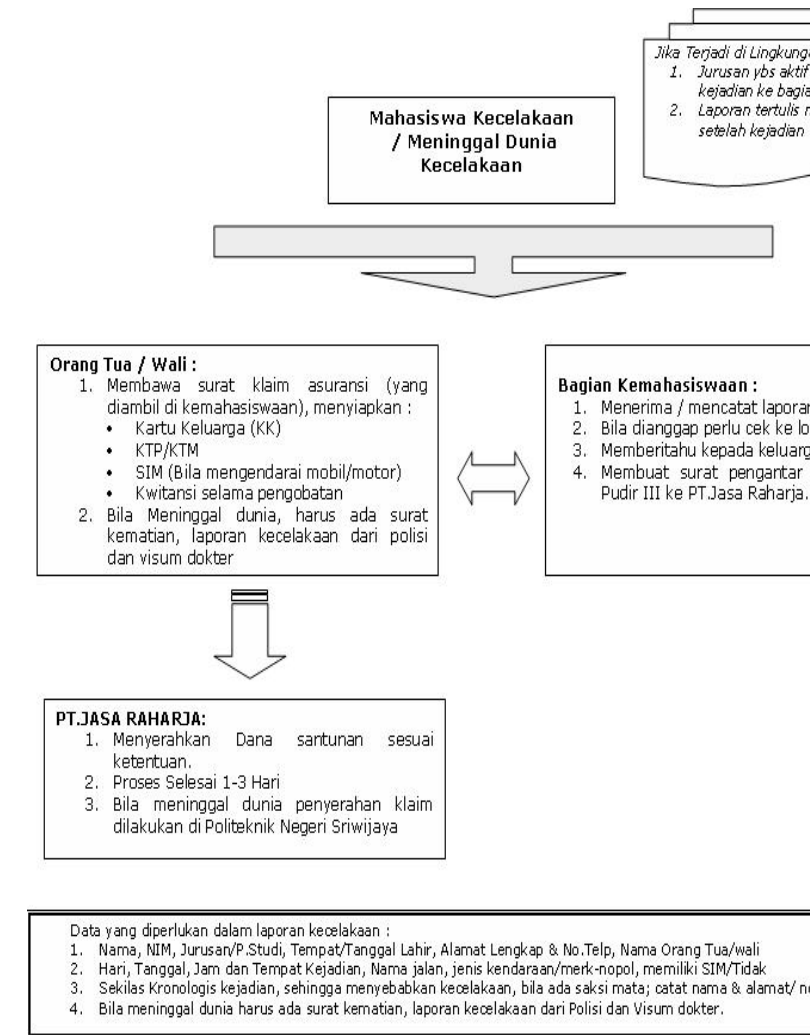 Jika Terjadi di
1. Jurusan ybs aktif
kejadian ke
2. Laporan tertulis
setelah kejadian
Mahasiswa Kecelakaan
/ Meninggal Dunia
Kecelakaan
Orang Tua / Wali :
1. Membawa surat klaim asuransi (yang
diambil di kemahasiswaan), menyiapkan :
• Kartu Keluarga (KK)
• KTP/KTM
• SIM (Bila mengendarai mobil/motor)
• Kwitansi selama pengobatan
2. Bila Meninggal dunia, harus ada surat
kematian, laporan kecelakaan dari polisi
dan visum dokter
Bagian Kemahasiswaan :
1. Menerima / mencatat
2. Bila dianggap perlu cek ke
3. Memberitahu kepada
4. Membuat surat pengantar
Pudir III ke PT.Jasa Raharja.
PT.JASA RAHARJA:
1. Menyerahkan Dana santunan sesuai
ketentuan.
2. Proses Selesai 1-3 Hari
3. Bila meninggal dunia penyerahan klaim
dilakukan di Politeknik Negeri Sriwijaya
Data yang diperlukan dalam laporan kecelakaan :
1. Nama, NIM, Jurusan/P.Studi, Tempat/Tanggal Lahir, Alamat Lengkap & No.Telp, Nama Orang Tua/wali
2. Hari, Tanggal, Jam dan Tempat Kejadian, Nama jalan, jenis kendaraan/merk-nopol, memiliki SIM/Tidak
3. Sekilas Kronologis kejadian, sehingga menyebabkan kecelakaan, bila ada saksi mata; catat nama & alamat/
4. Bila meninggal dunia harus ada surat kematian, laporan kecelakaan dari Polisi dan Visum dokter.